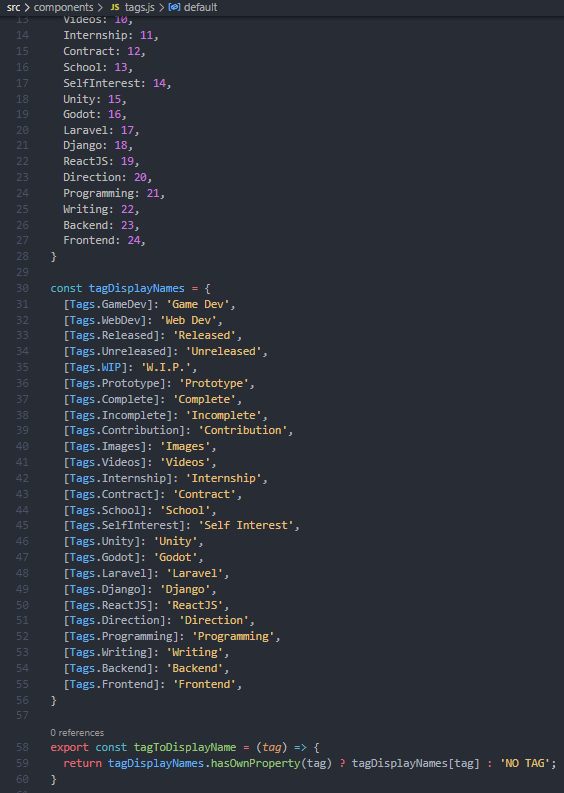 src > components > JS tags.js > default
13 Videos: 10,
14 Internship: 11,
15 Contract: 12,
16 School: 13,
17 SelfInterest: 14,
18 Unity: 15,
19 Godot: 16,
20 Laravel: 17,
21 Django: 18,
22 ReactJS: 19,
23 Direction: 20,
24 Programming: 21,
25 Writing: 22,
26 Backend: 23,
27 Frontend: 24,
28 }
29
30 const tagDisplayNames = {
31 [Tags.GameDev]: 'Game Dev',
32 [Tags.WebDev]: 'Web Dev',
33 [Tags.Released]: 'Released',
34 [Tags.Unreleased]: 'Unreleased',
35 [Tags.WIP]: 'W.I.P.',
36 [Tags.Prototype]: 'Prototype',
37 [Tags.Complete]: 'Complete',
38 [Tags.Incomplete]: 'Incomplete',
39 [Tags.Contribution]: 'Contribution',
40 [Tags.Images]: 'Images',
41 [Tags.Videos]: 'Videos',
42 [Tags.Internship]: 'Internship',
43 [Tags.Contract]: 'Contract',
44 [Tags.School]: 'School',
45 [Tags.SelfInterest]: 'Self Interest',
46 [Tags.Unity]: 'Unity',
47 [Tags.Godot]: 'Godot',
48 [Tags.Laravel]: 'Laravel',
49 [Tags.Django]: 'Django',
50 [Tags.ReactJS]: 'ReactJS',
51 [Tags.Direction]: 'Direction',
52 [Tags.Programming]: 'Programming',
53 [Tags.Writing]: 'Writing',
54 [Tags.Backend]: 'Backend',
55 [Tags.Frontend]: 'Frontend',
56 }
57
0 references
58 export const tagToDisplayName = (tag) => {
59 return tagDisplayNames.hasOwnProperty(tag) ? tagDisplayNames[tag] : 'NO TAG';
60 }